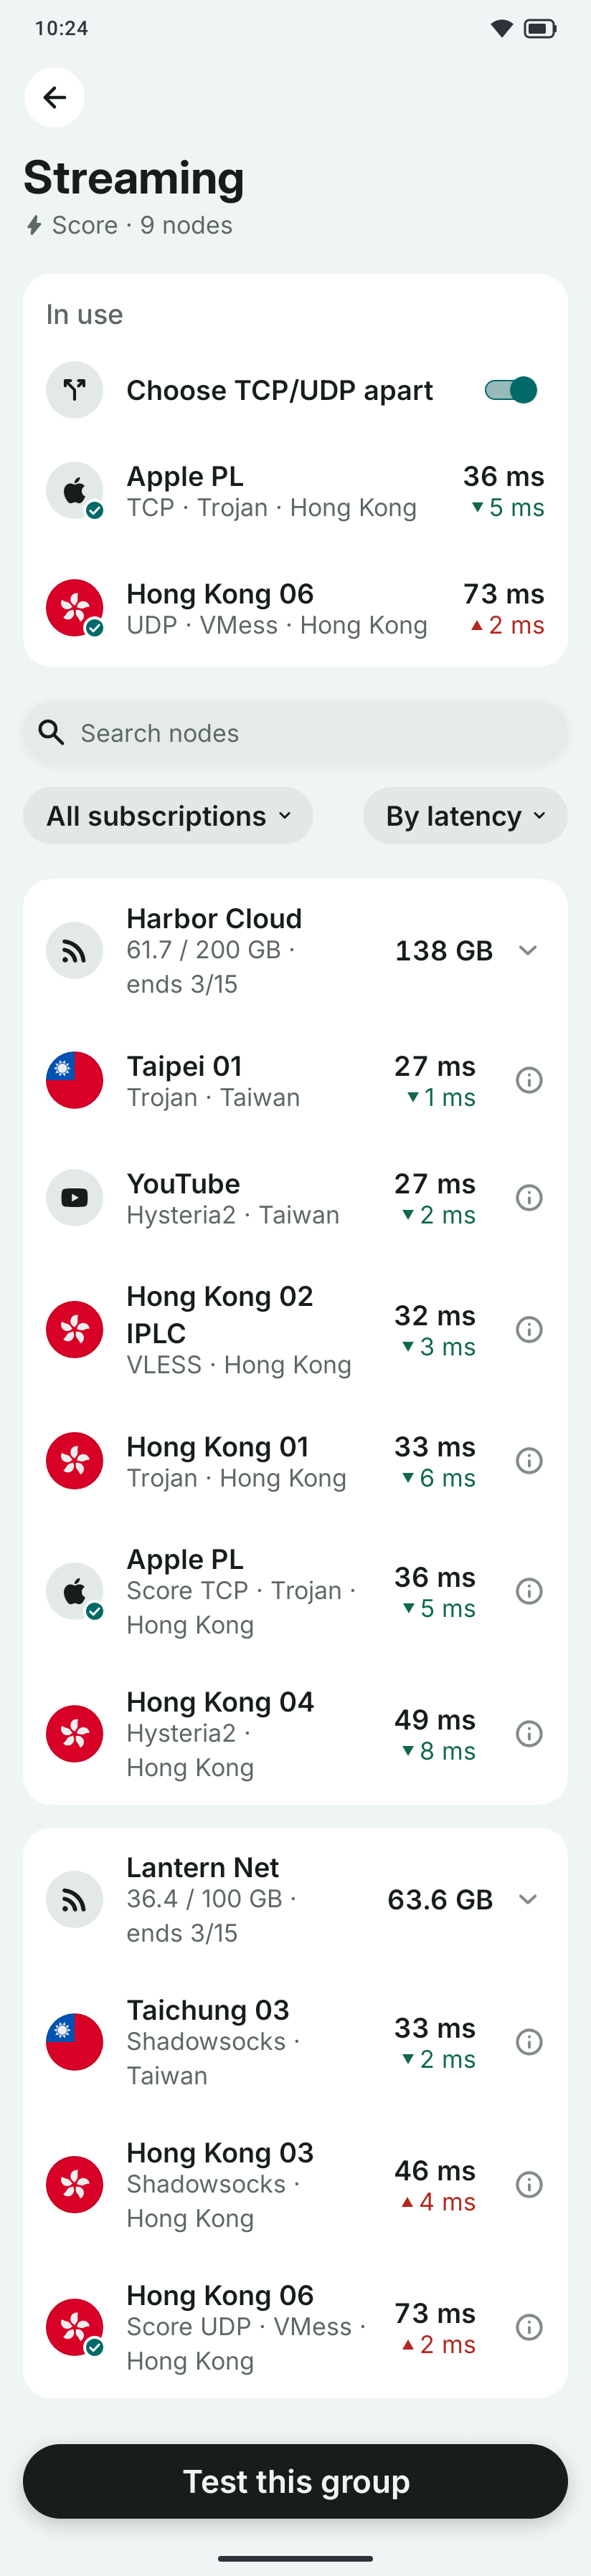 10:24
Streaming
Score · 9 nodes
In use
Choose TCP/UDP apart
Apple PL
36 ms
TCP · Trojan · Hong Kong
▼ 5 ms
Hong Kong 06
73 ms
UDP · VMess · Hong Kong
▲ 2 ms
Search nodes
All subscriptions
By latency
Harbor Cloud
61.7 / 200 GB ·
ends 3/15
138 GB
Taipei 01
27 ms
Trojan · Taiwan
▼ 1 ms
YouTube
27 ms
Hysteria2 · Taiwan
▼ 2 ms
Hong Kong 02
IPLC
32 ms
VLESS · Hong Kong
▼ 3 ms
Hong Kong 01
33 ms
Trojan · Hong Kong
▼ 6 ms
Apple PL
36 ms
Score TCP · Trojan ·
Hong Kong
▼ 5 ms
Hong Kong 04
49 ms
Hysteria2 ·
Hong Kong
▼ 8 ms
Lantern Net
36.4 / 100 GB ·
ends 3/15
63.6 GB
Taichung 03
33 ms
Shadowsocks ·
Taiwan
▼ 2 ms
Hong Kong 03
46 ms
Shadowsocks ·
Hong Kong
▲ 4 ms
Hong Kong 06
73 ms
Score UDP · VMess ·
Hong Kong
▲ 2 ms
Test this group